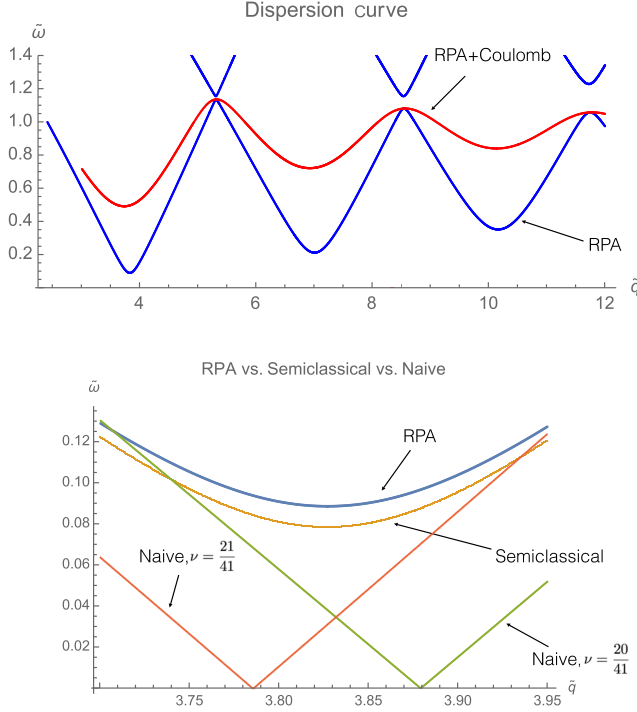 Dispersion curve
ω̃
1.4
1.2
1.0
0.8
0.6
0.4
0.2
RPA+Coulomb
RPA
4 6 8 10 12
q̃
RPA vs. Semiclassical vs. Naive
ω̃
0.12
0.10
0.08
0.06
0.04
0.02
RPA
Semiclassical
Naive, ν = 21/41
Naive, ν = 20/41
3.75 3.80 3.85 3.90 3.95
q̃